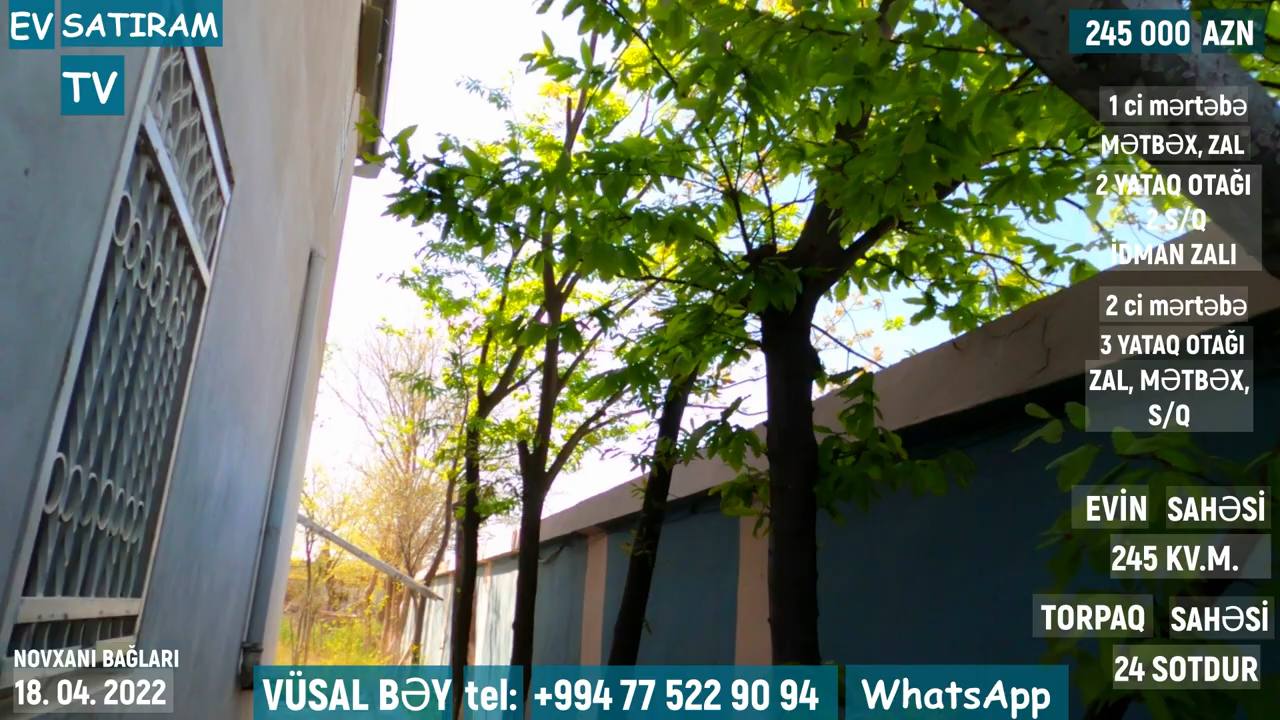 EV SATIRAM
TV
245 000 AZN
1 ci mərtəbə
MƏTBƏX, ZAL
2 YATAQ OTAĞI
2 S/Q
İDMAN ZALI
2 ci mərtəbə
3 YATAQ OTAĞI
ZAL, MƏTBƏX,
S/Q
EVİN SAHƏSİ
245 KV.M.
TORPAQ SAHƏSİ
24 SOTDUR
NOVXANI BAĞLARI
18. 04. 2022
VÜSAL BƏY tel: +994 77 522 90 94 WhatsApp